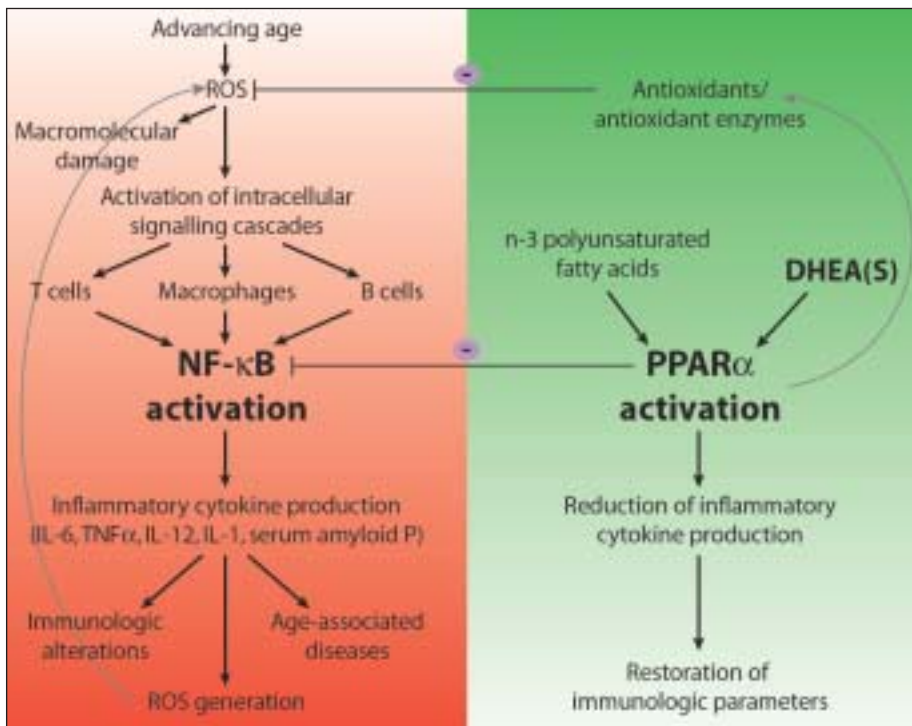 Advancing age
ROS
Macromolecular
damage
Activation of intracellular
signalling cascades
T cells
Macrophages
B cells
NF-κB
activation
Inflammatory cytokine production
(IL-6, TNFα, IL-12, IL-1, serum amyloid P)
Immunologic
alterations
Age-associated
diseases
ROS generation
-
-
Antioxidants/
antioxidant enzymes
n-3 polyunsaturated
fatty acids
DHEA(S)
PPARα
activation
Reduction of inflammatory
cytokine production
Restoration of
immunologic parameters